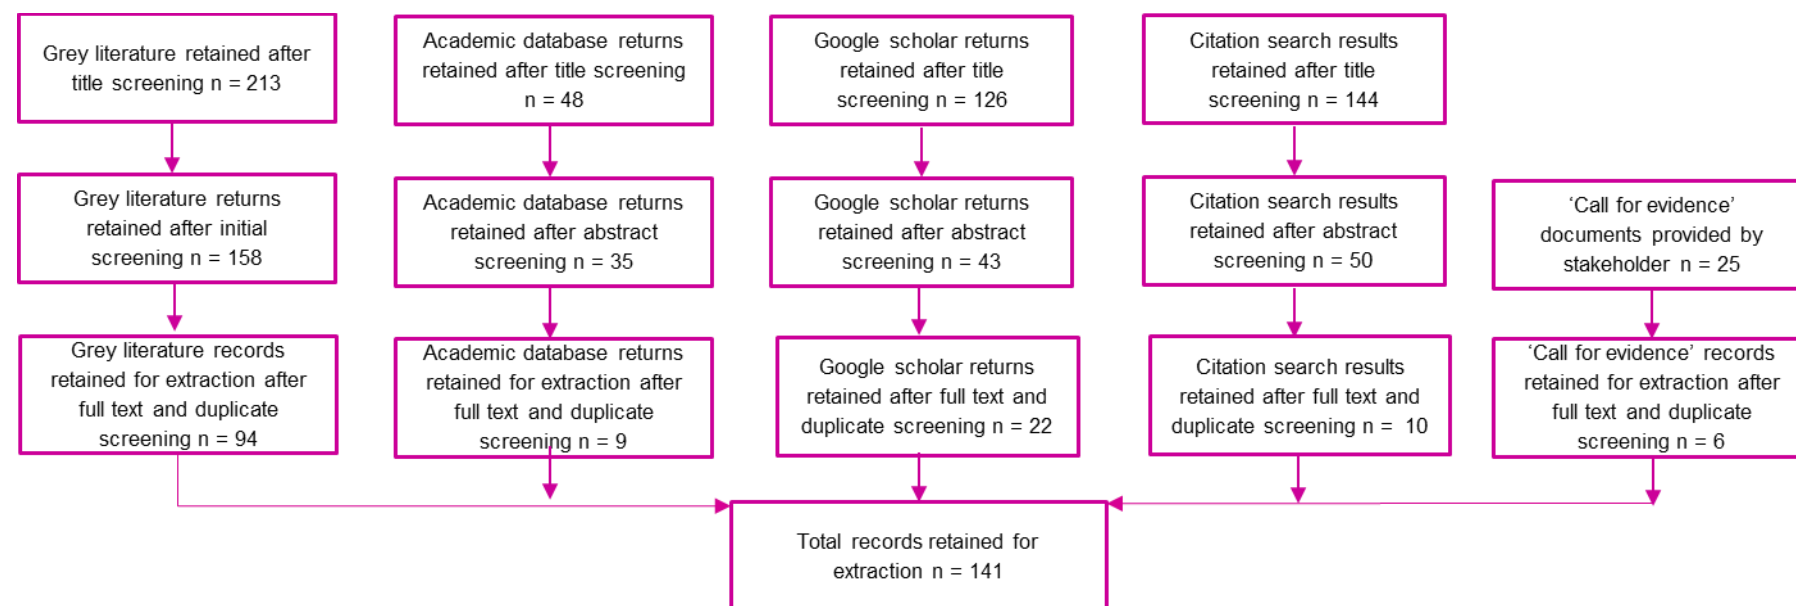 Grey literature retained after
title screening n = 213
Academic database returns
retained after title screening
n = 48
Google scholar returns
retained after title
screening n = 126
Citation search results
retained after title
screening n = 144
Grey literature returns
retained after initial
screening n = 158
Academic database returns
retained after abstract
screening n = 35
Google scholar returns
retained after abstract
screening n = 43
Citation search results
retained after abstract
screening n = 50
‘Call for evidence’
documents provided by
stakeholder n = 25
Grey literature records
retained for extraction after
full text and duplicate
screening n = 94
Academic database returns
retained for extraction after
full text and duplicate
screening n = 9
Google scholar returns
retained after full text and
duplicate screening n = 22
Citation search results
retained after full text and
duplicate screening n = 10
‘Call for evidence’ records
retained for extraction after
full text and duplicate
screening n = 6
Total records retained for
extraction n = 141